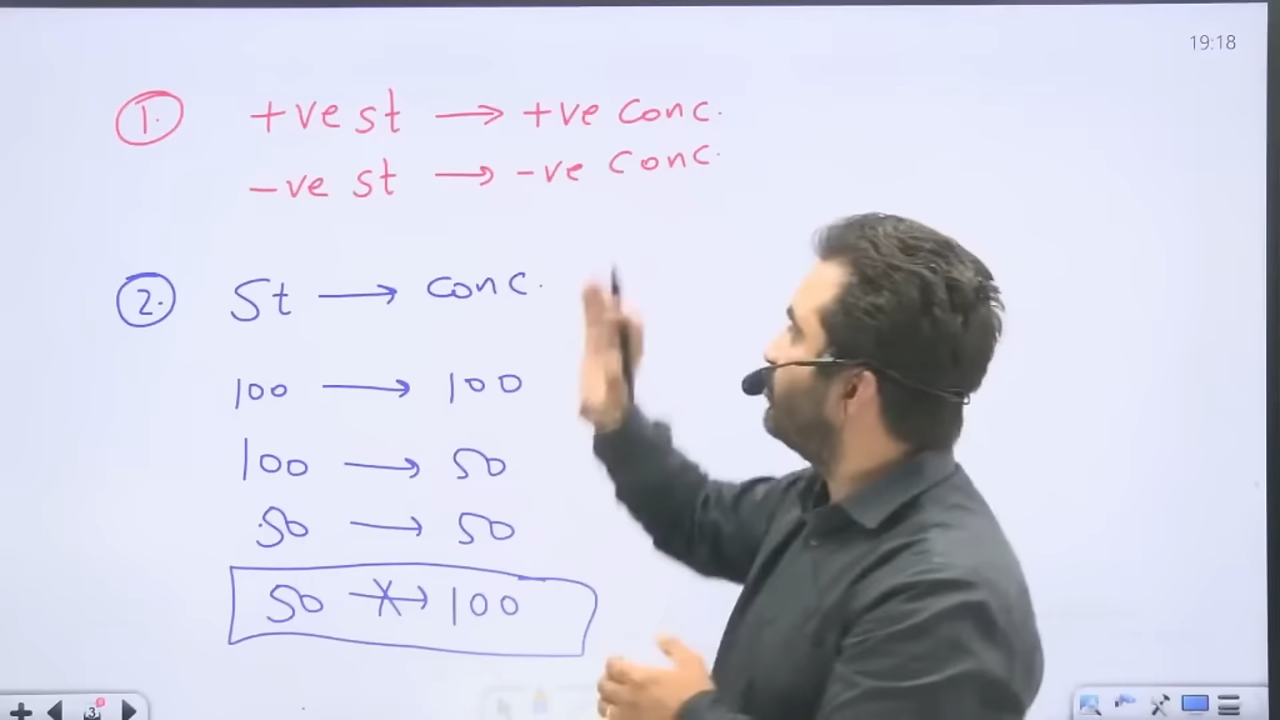 19:18
1. +ve st → +ve conc.
-ve st → -ve conc.
2. St → conc.
100 → 100
100 → 50
50 → 50
50 ↛ 100
3